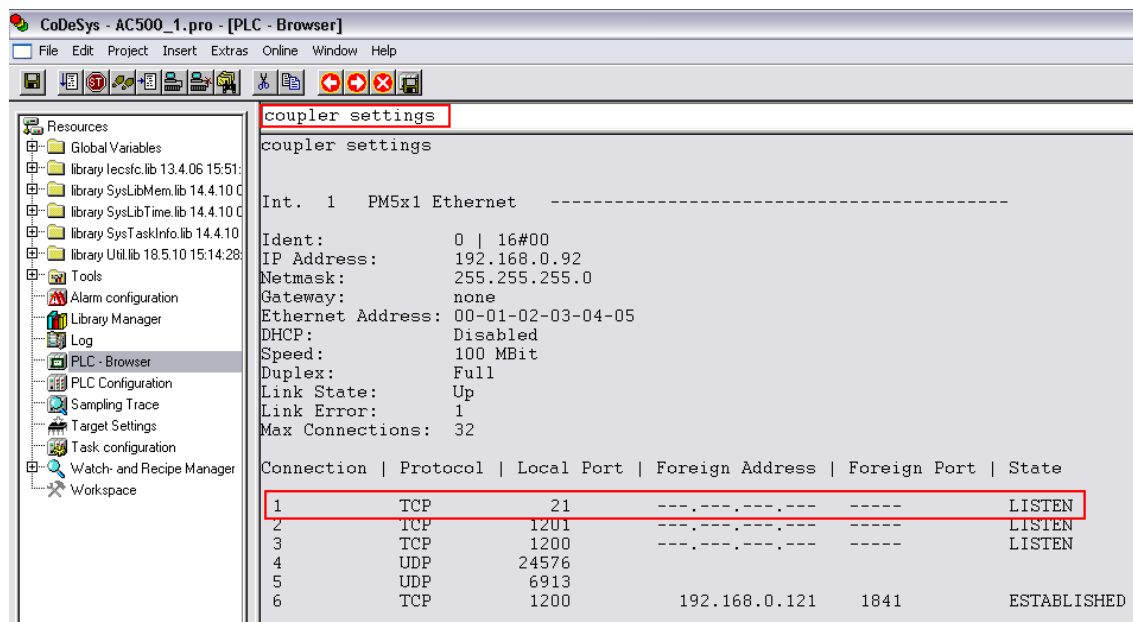 CoDeSys - AC500_1.pro - [PLC - Browser]
File Edit Project Insert Extras Online Window Help
STOP
Resources
Global Variables
library Iecsfc.lib 13.4.06 15:51:
library SysLibMem.lib 14.4.10 0
library SysLibTime.lib 14.4.10 0
library SysTaskInfo.lib 14.4.10
library Util.lib 18.5.10 15:14:28:
Tools
Alarm configuration
Library Manager
Log
PLC - Browser
PLC Configuration
Sampling Trace
Target Settings
Task configuration
Watch- and Recipe Manager
Workspace
coupler settings
coupler settings
Int. 1 PM5x1 Ethernet -------------------------------------------
Ident: 0 | 16#00
IP Address: 192.168.0.92
Netmask: 255.255.255.0
Gateway: none
Ethernet Address: 00-01-02-03-04-05
DHCP: Disabled
Speed: 100 MBit
Duplex: Full
Link State: Up
Link Error: 1
Max Connections: 32
Connection | Protocol | Local Port | Foreign Address | Foreign Port | State
1 TCP 21 ---.---.---.--- ----- LISTEN
2 TCP 1201 ---.---.---.--- ----- LISTEN
3 TCP 1200 ---.---.---.--- ----- LISTEN
4 UDP 24576
5 UDP 6913
6 TCP 1200 192.168.0.121 1841 ESTABLISHED